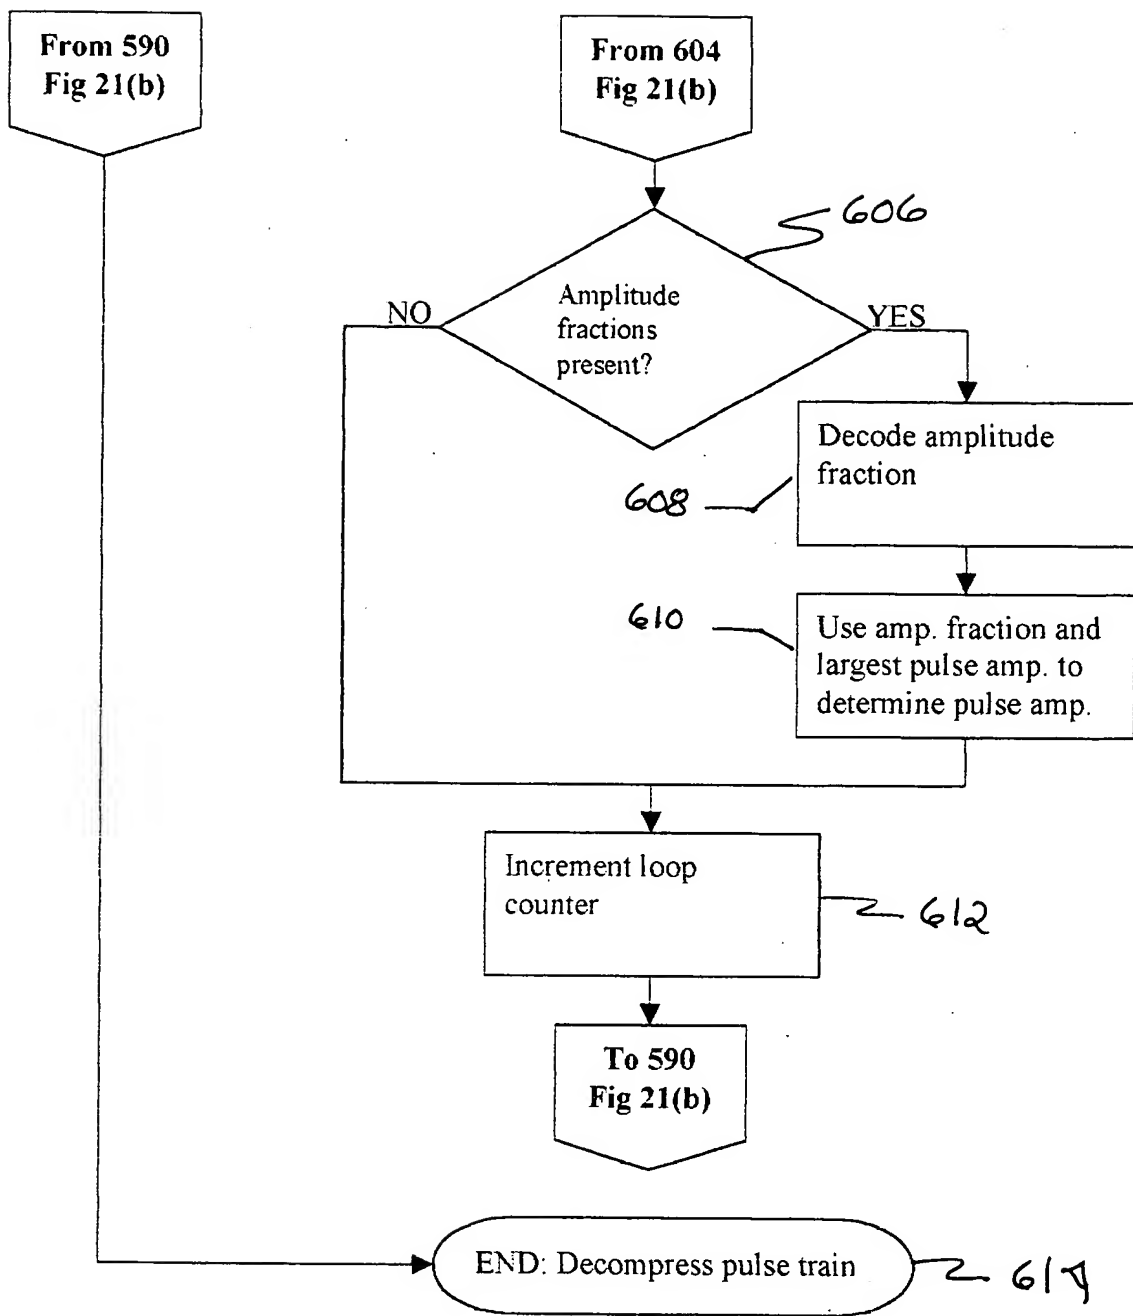 From 590
Fig 21(b)
From 604
Fig 21(b)
606
Amplitude
fractions
present?
NO
YES
Decode amplitude
fraction
608
610
Use amp. fraction and
largest pulse amp. to
determine pulse amp.
Increment loop
counter
612
To 590
Fig 21(b)
END: Decompress pulse train
614